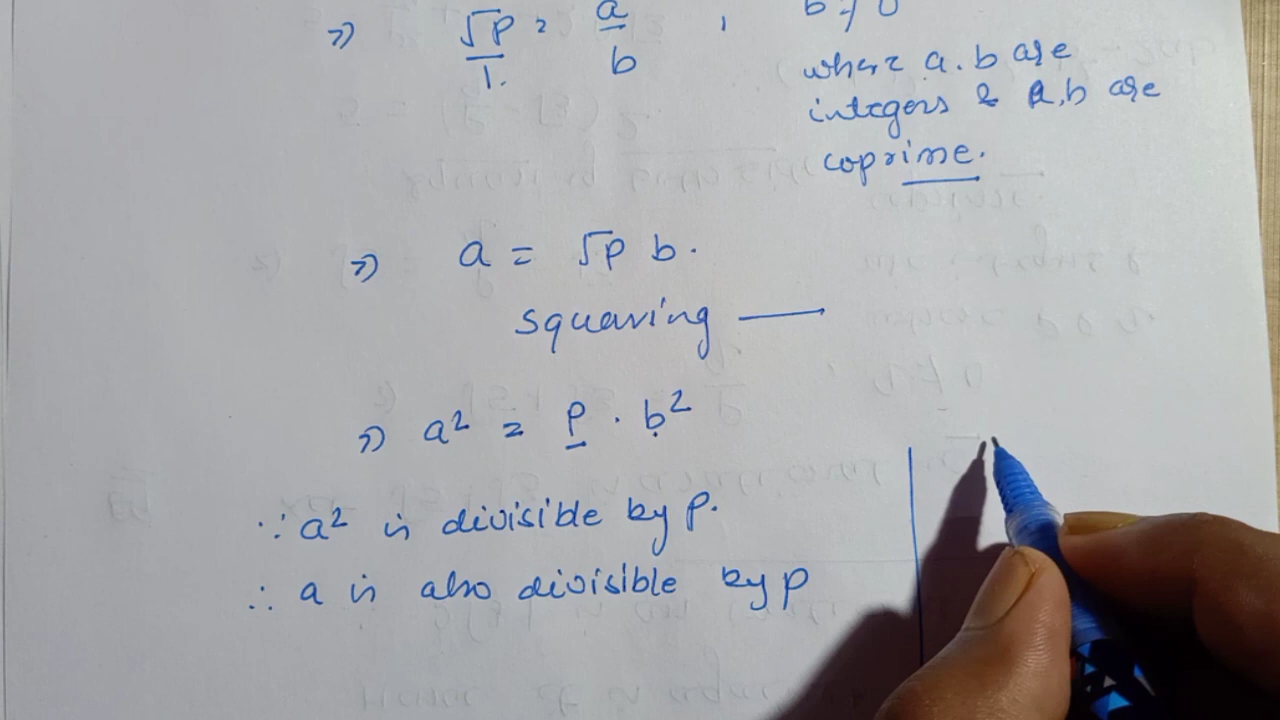 ⇒ √p/1. = a/b , b ≠ 0
where a.b are
integers & a,b are
coprime.
⇒ a = √p b.
squaring —
⇒ a² = p · b²
∵ a² is divisible by p.
∴ a is also divisible by p